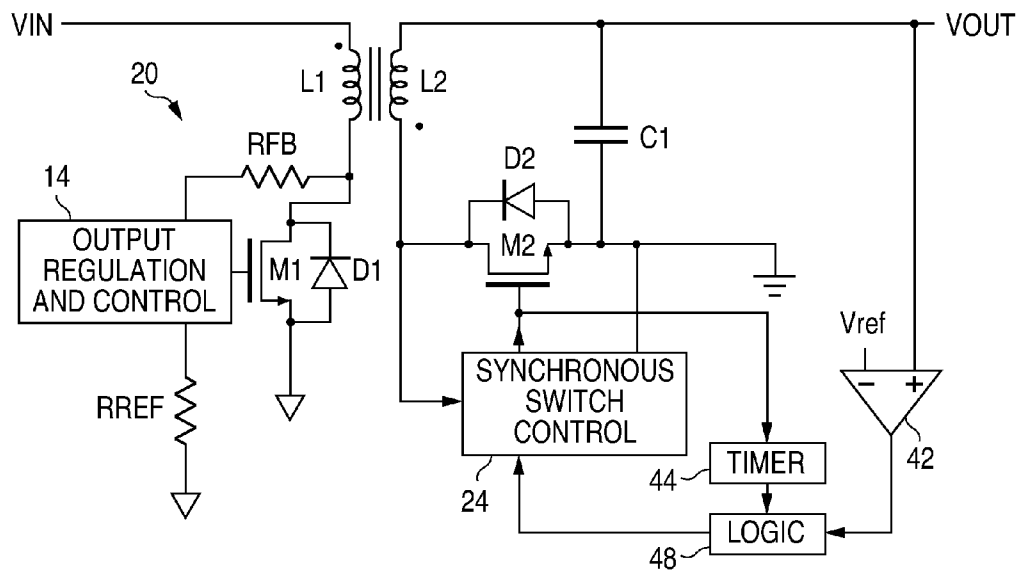 VIN
VOUT
20
L1
L2
C1
RFB
D2
14
OUTPUT
REGULATION
AND CONTROL
M1
D1
M2
Vref
RREF
SYNCHRONOUS
SWITCH
CONTROL
− +
42
44
TIMER
24
LOGIC
48